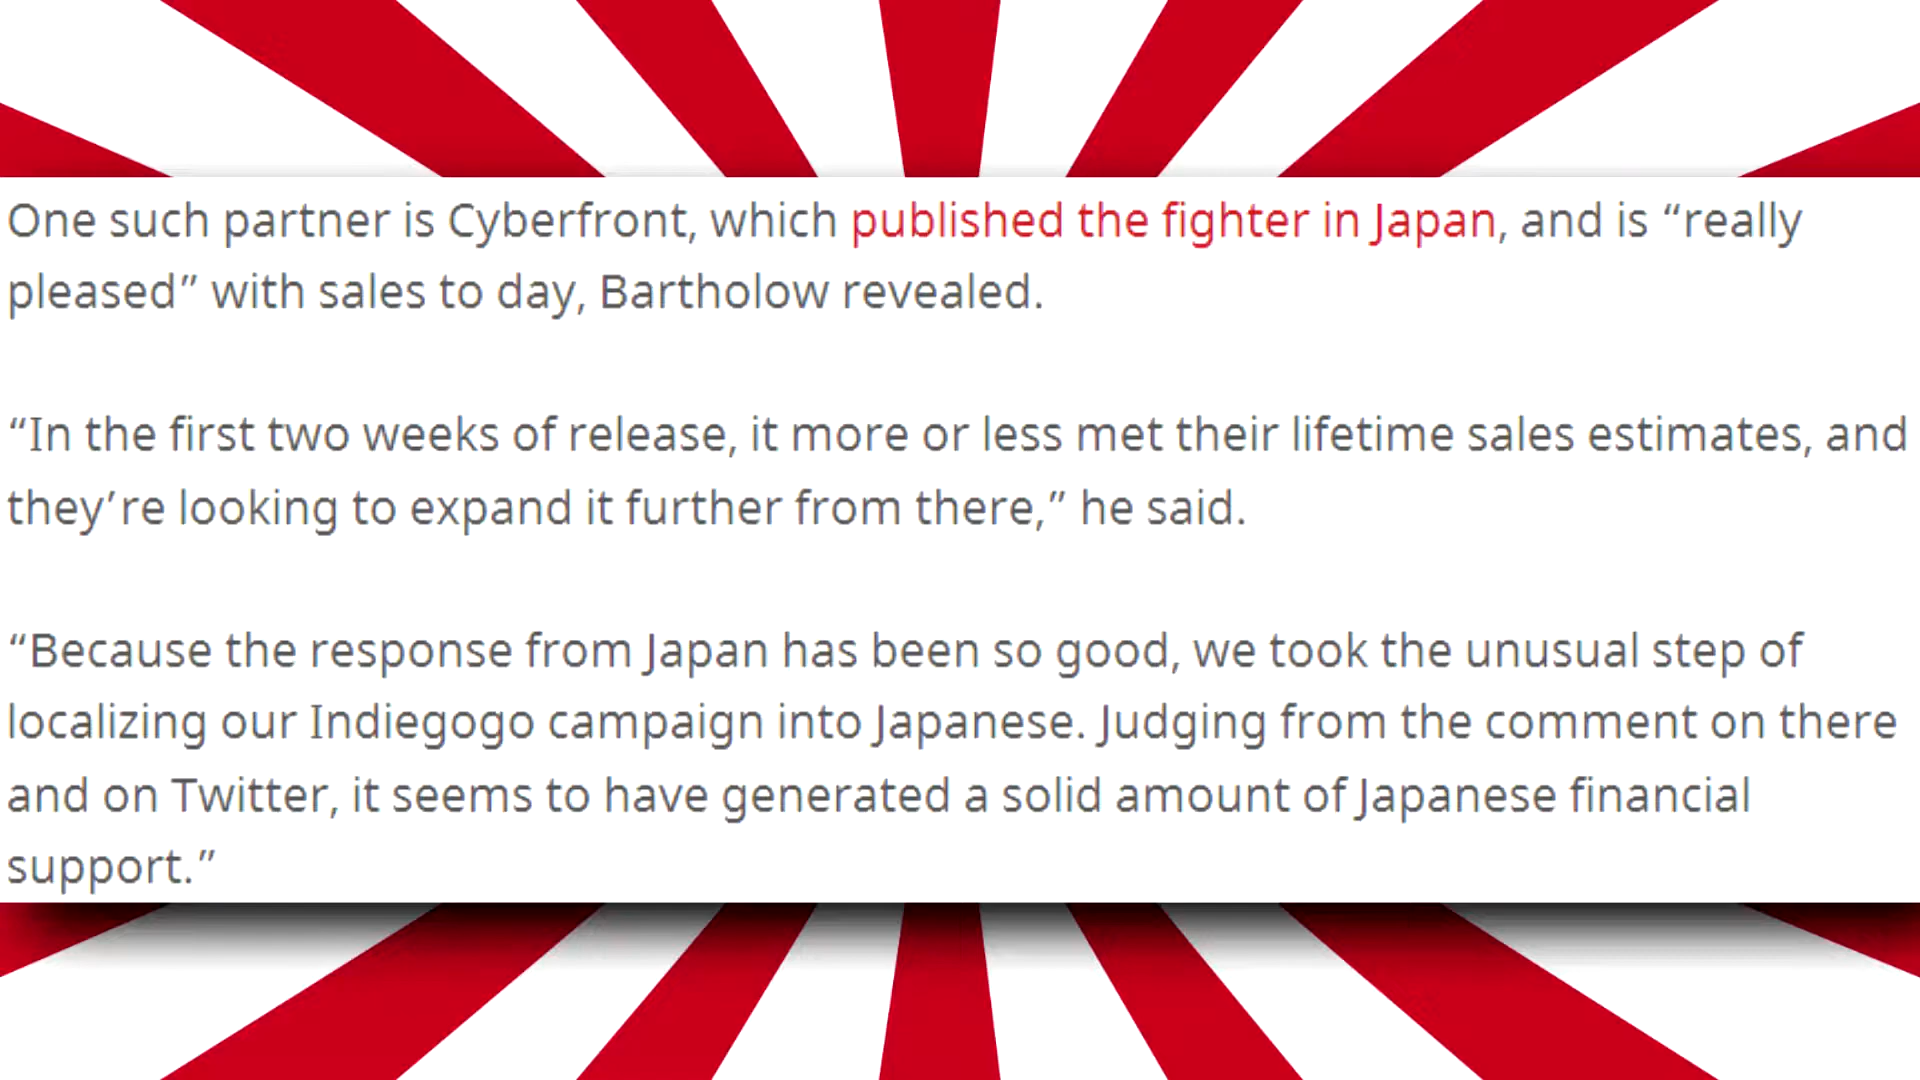 One such partner is Cyberfront, which published the fighter in Japan, and is “really
pleased” with sales to day, Bartholow revealed.
“In the first two weeks of release, it more or less met their lifetime sales estimates, and
they’re looking to expand it further from there,” he said.
“Because the response from Japan has been so good, we took the unusual step of
localizing our Indiegogo campaign into Japanese. Judging from the comment on there
and on Twitter, it seems to have generated a solid amount of Japanese financial
support.”